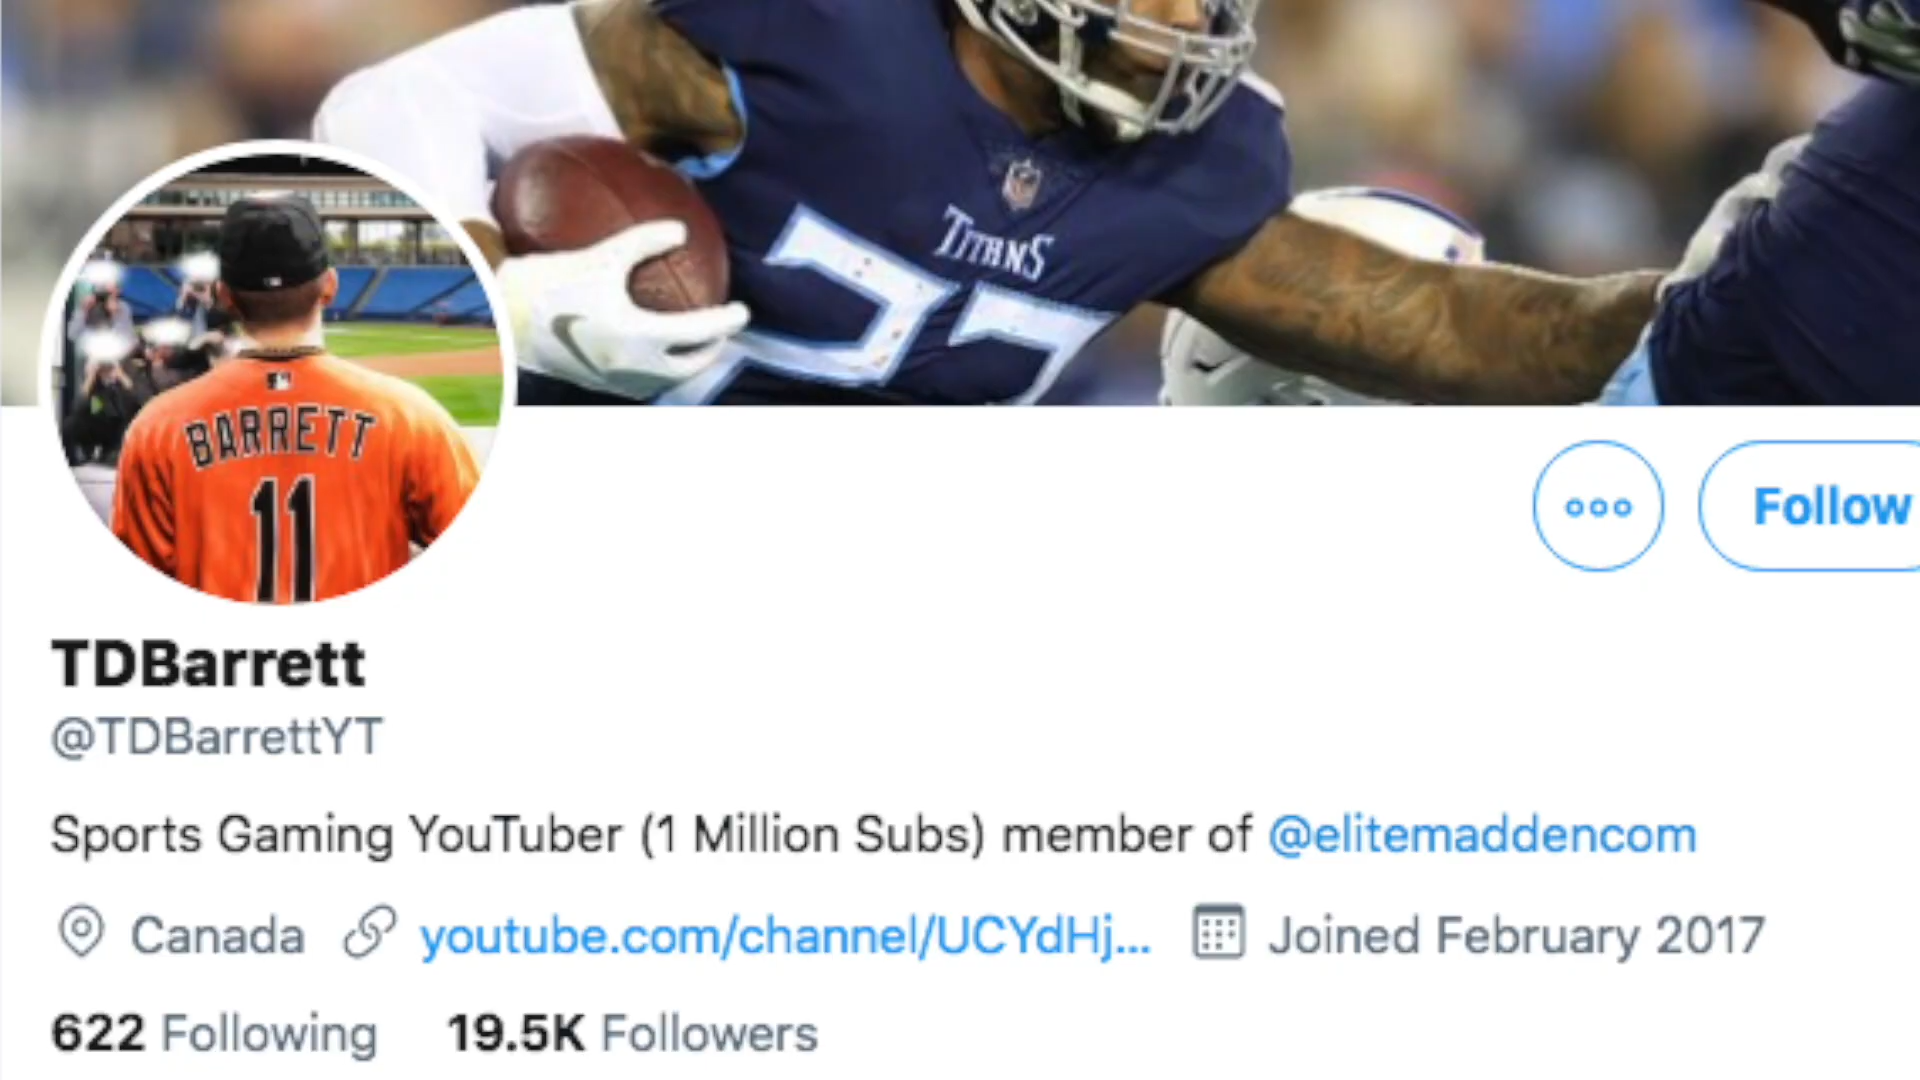 TITANS
22
BARRETT
11
Follow
TDBarrett
@TDBarrettYT
Sports Gaming YouTuber (1 Million Subs) member of @elitemaddencom
Canada youtube.com/channel/UCYdHj... Joined February 2017
622 Following 19.5K Followers